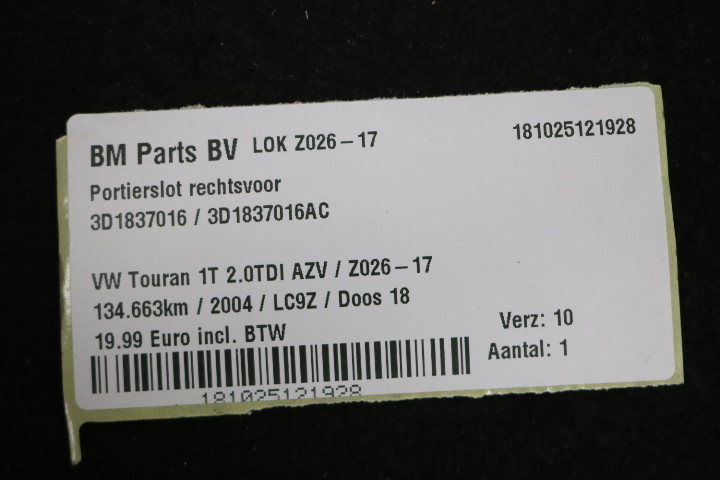 BM Parts BV LOK Z026-17 181025121928
Portierslot rechtsvoor
3D1837016 / 3D1837016AC
VW Touran 1T 2.0TDI AZV / Z026-17
134.663km / 2004 / LC9Z / Doos 18
19.99 Euro incl. BTW
Verz: 10
Aantal: 1
181025121928